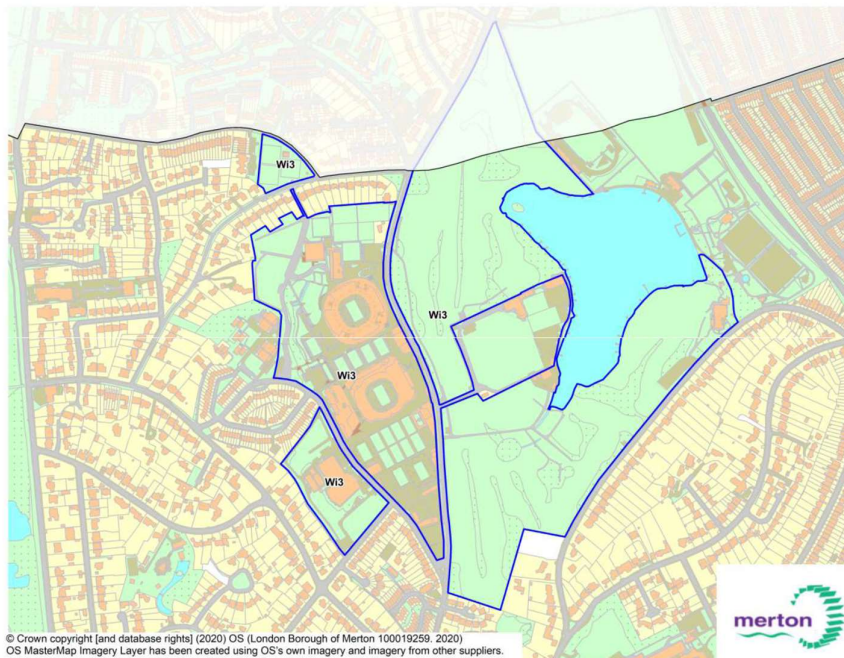 Wi3
Wi3
Wi3
Wi3
merton
© Crown copyright [and database rights] (2020) OS (London Borough of Merton 100019259. 2020)
OS MasterMap Imagery Layer has been created using OS's own imagery and imagery from other suppliers.